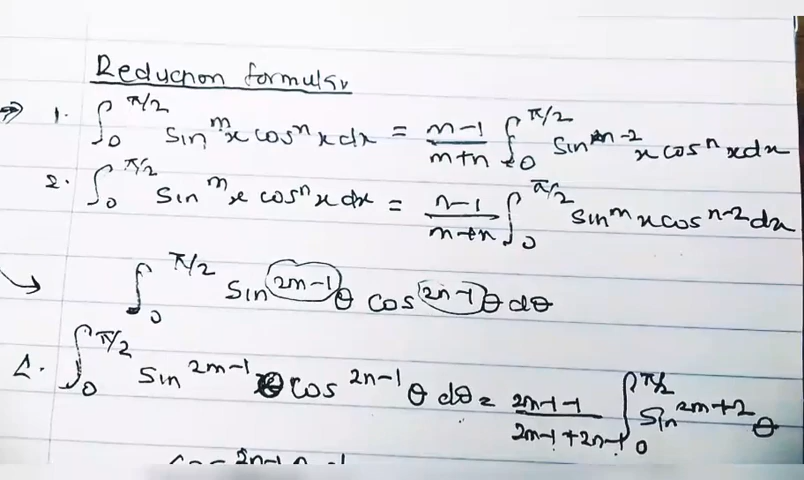 Reduction formula
1. ∫₀^{π/2} sin^m x cos^n x dx = (m-1)/(m+n) ∫₀^{π/2} sin^{m-2} x cos^n x dx
2. ∫₀^{π/2} sin^m x cos^n x dx = (n-1)/(m+n) ∫₀^{π/2} sin^m x cos^{n-2} dx
∫₀^{π/2} sin^{2m-1} θ cos^{2n-1} θ dθ
1. ∫₀^{π/2} sin^{2m-1} θ cos^{2n-1} θ dθ = (2m-1-1)/(2m-1+2n-1) ∫₀^{π/2} sin^{2m+2} θ